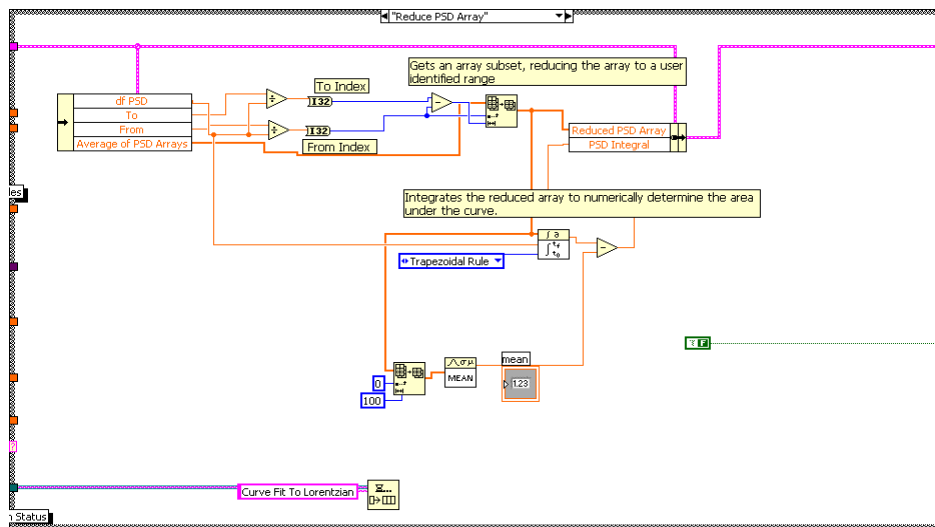 "Reduce PSD Array"
Gets an array subset, reducing the array to a user
identified range
To Index
df PSD
To
From
Average of PSD Arrays
I32
I32
From Index
Reduced PSD Array
PSD Integral
les
Integrates the reduced array to numerically determine the area
under the curve.
Trapezoidal Rule
F
mean
MEAN
1.23
0
100
Curve Fit To Lorentzian
n Status